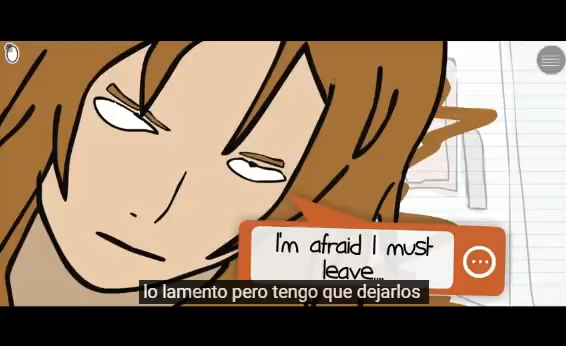 I'm afraid I must
leave....
lo lamento pero tengo que dejarlos